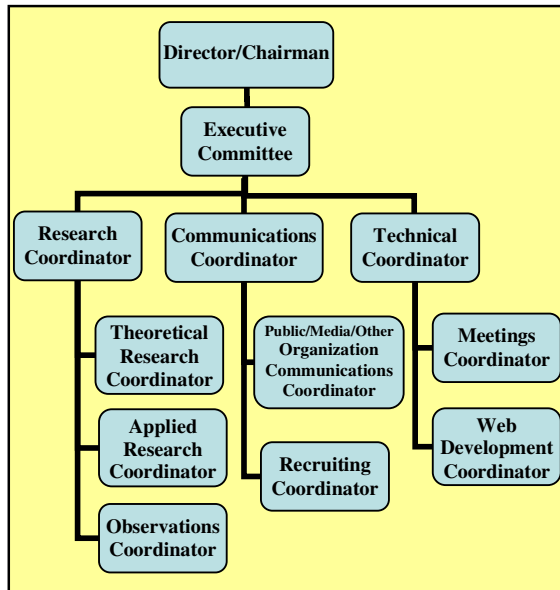 Director/Chairman
Executive
Committee
Research
Coordinator
Communications
Coordinator
Technical
Coordinator
Theoretical
Research
Coordinator
Applied
Research
Coordinator
Observations
Coordinator
Public/Media/Other
Organization
Communications
Coordinator
Recruiting
Coordinator
Meetings
Coordinator
Web
Development
Coordinator